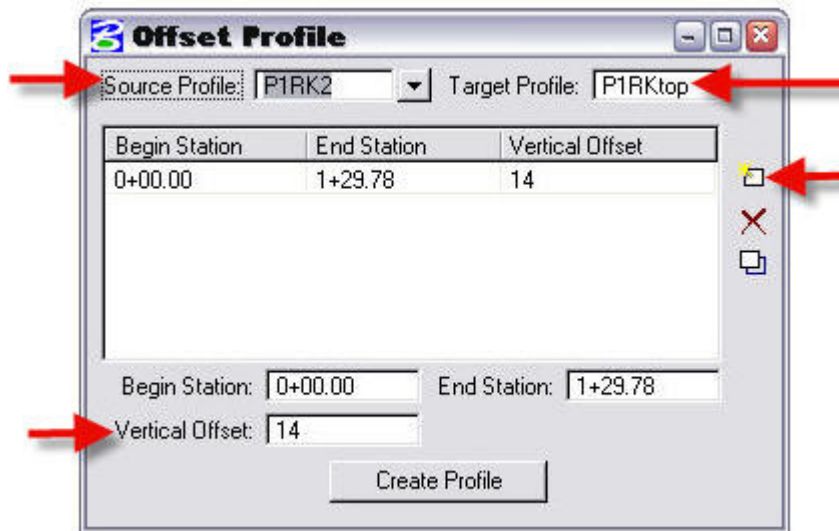 Offset Profile
Source Profile: P1RK2 Target Profile: P1RKtop
Begin Station End Station Vertical Offset
0+00.00 1+29.78 14
Begin Station: 0+00.00 End Station: 1+29.78
Vertical Offset: 14
Create Profile